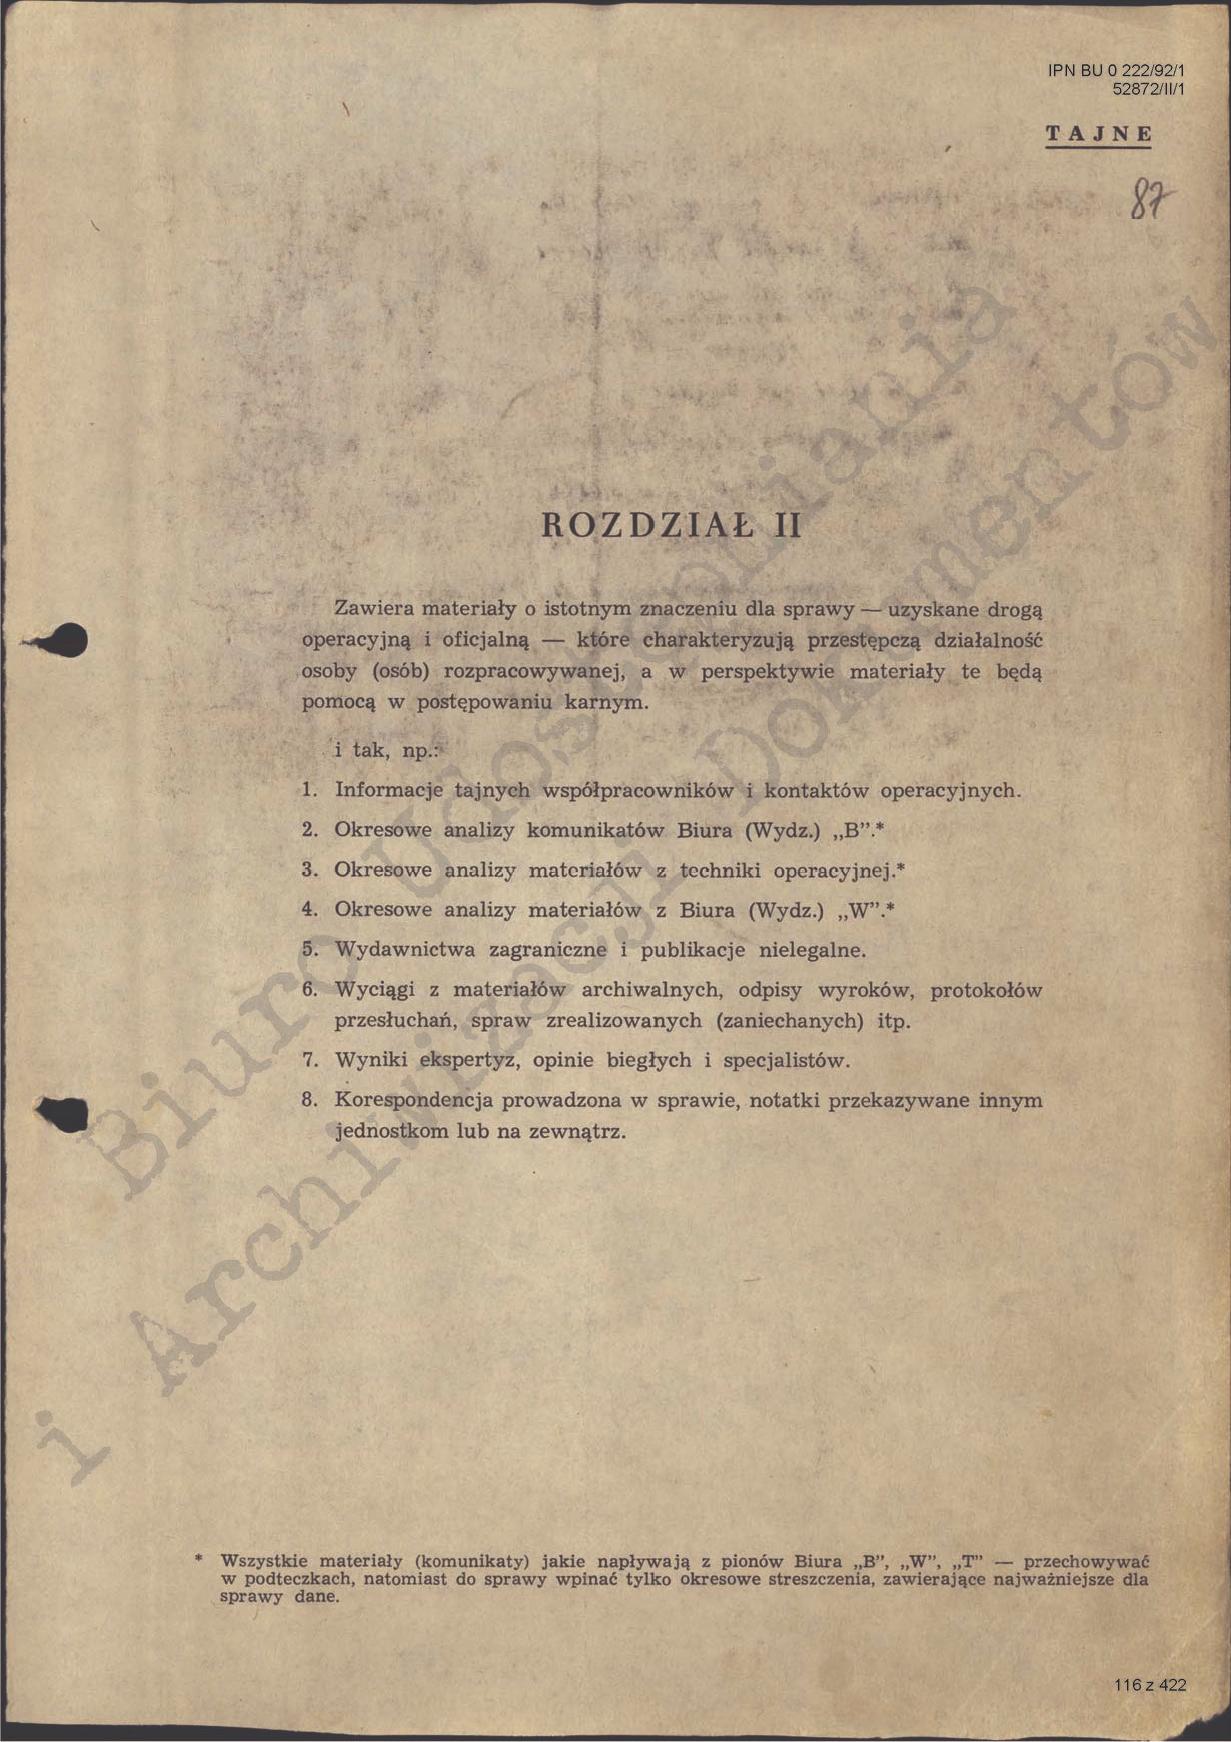 IPN BU 0 222/92/1
52872/II/1
TAJNE
87
ROZDZIAŁ II
Zawiera materiały o istotnym znaczeniu dla sprawy — uzyskane drogą
operacyjną i oficjalną — które charakteryzują przestępczą działalność
osoby (osób) rozpracowywanej, a w perspektywie materiały te będą
pomocą w postępowaniu karnym.
i tak, np.:
1. Informacje tajnych współpracowników i kontaktów operacyjnych.
2. Okresowe analizy komunikatów Biura (Wydz.) „B”.*
3. Okresowe analizy materiałów z techniki operacyjnej.*
4. Okresowe analizy materiałów z Biura (Wydz.) „W”.*
5. Wydawnictwa zagraniczne i publikacje nielegalne.
6. Wyciągi z materiałów archiwalnych, odpisy wyroków, protokołów
przesłuchań, spraw zrealizowanych (zaniechanych) itp.
7. Wyniki ekspertyz, opinie biegłych i specjalistów.
8. Korespondencja prowadzona w sprawie, notatki przekazywane innym
jednostkom lub na zewnątrz.
* Wszystkie materiały (komunikaty) jakie napływają z pionów Biura „B”, „W”, „T” — przechowywać
w podteczkach, natomiast do sprawy wpinać tylko okresowe streszczenia, zawierające najważniejsze dla
sprawy dane.
Biuro Udostępniania
i Archiwizacji Dokumentów
116 z 422